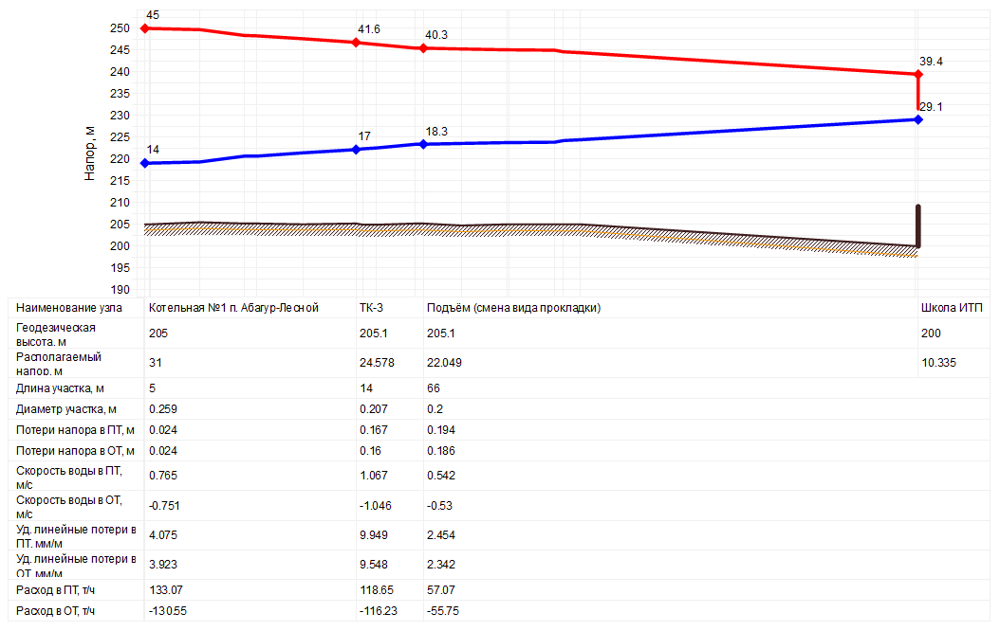 45
250
41.6
40.3
245
240
39.4
235
230
29.1
225
18.3
17
220
14
215
210
205
200
195
190
Напор, м
Наименование узла Котельная №1 п. Абагур-Лесной ТК-3 Подъём (смена вида прокладки) Школа ИТП
Геодезическая
высота, м
205 205.1 205.1 200
Располагаемый
напор, м
31 24.578 22.049 10.335
Длина участка, м 5 14 66
Диаметр участка, м 0.259 0.207 0.2
Потери напора в ПТ, м 0.024 0.167 0.194
Потери напора в ОТ, м 0.024 0.16 0.186
Скорость воды в ПТ,
м/с
0.765 1.067 0.542
Скорость воды в ОТ,
м/с
-0.751 -1.046 -0.53
Уд. линейные потери в
ПТ, мм/м
4.075 9.949 2.454
Уд. линейные потери в
ОТ, мм/м
3.923 9.548 2.342
Расход в ПТ, т/ч 133.07 118.65 57.07
Расход в ОТ, т/ч -130.55 -116.23 -55.75